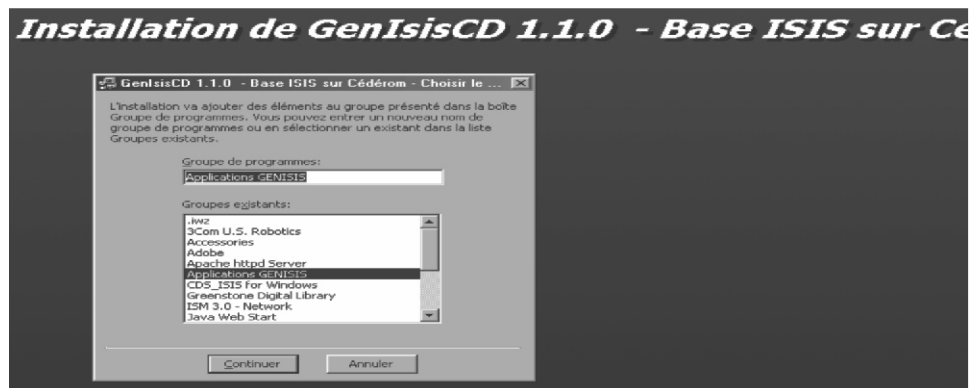 Installation de GenIsisCD 1.1.0 - Base ISIS sur Cé
GenIsisCD 1.1.0 - Base ISIS sur Cédérom - Choisir le ...
L'installation va ajouter des éléments au groupe présenté dans la boîte
Groupe de programmes. Vous pouvez entrer un nouveau nom de
groupe de programmes ou en sélectionner un existant dans la liste
Groupes existants.
Groupe de programmes:
Applications GENISIS
Groupes existants:
.iwz
3Com U.S. Robotics
Accessories
Adobe
Apache httpd Server
Applications GENISIS
CDS_ISIS for Windows
Greenstone Digital Library
ISM 3.0 - Network
Java Web Start
Continuer
Annuler